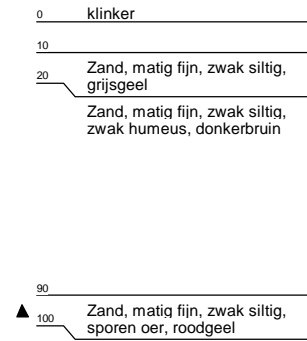 0 klinker
10
Zand, matig fijn, zwak siltig,
20 grijsgeel
Zand, matig fijn, zwak siltig,
zwak humeus, donkerbruin
90
Zand, matig fijn, zwak siltig,
100 sporen oer, roodgeel